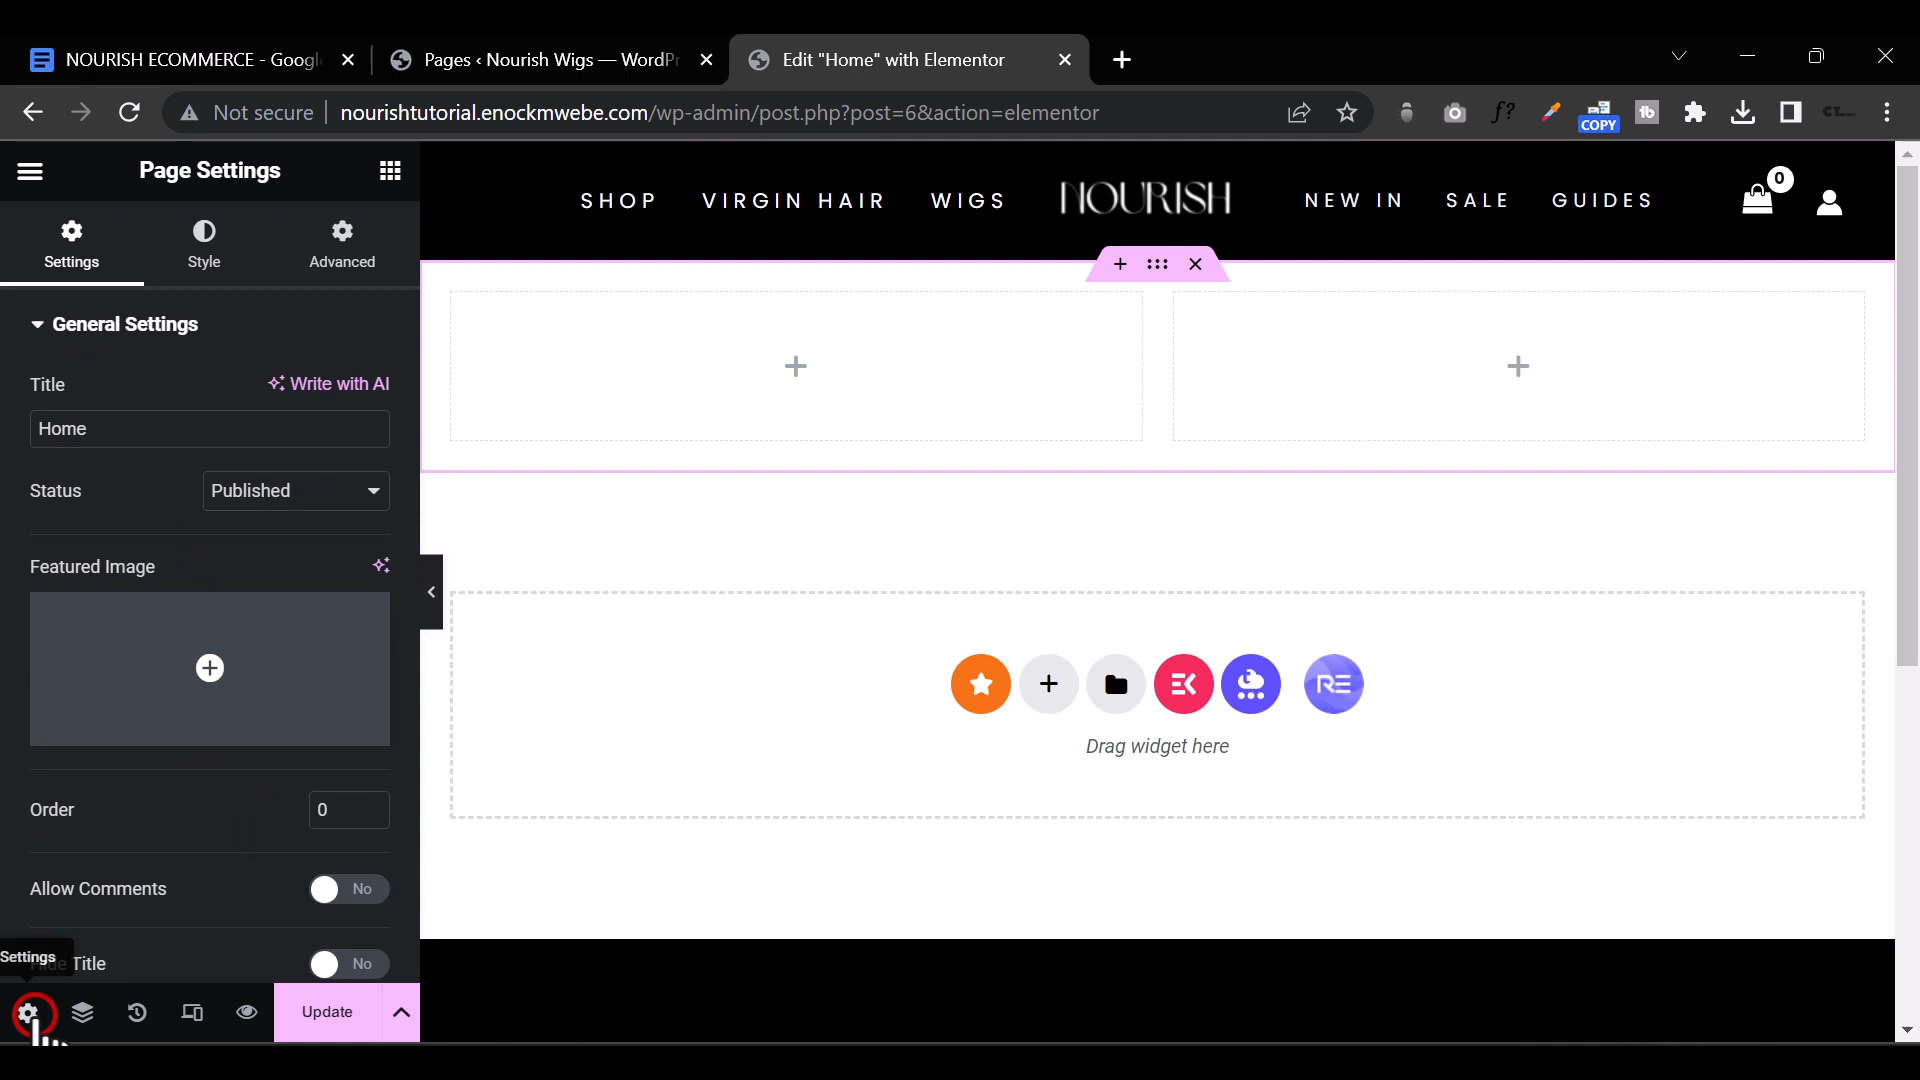 NOURISH ECOMMERCE - Googl
Pages ‹ Nourish Wigs — WordPr
Edit "Home" with Elementor
Not secure
nourishtutorial.enockmwebe.com/wp-admin/post.php?post=6&action=elementor
f?
COPY
tb
Page Settings
Settings
Style
Advanced
SHOP
VIRGIN HAIR
WIGS
NOURISH
NEW IN
SALE
GUIDES
0
General Settings
Title
Write with AI
Home
Status
Published
Featured Image
RE
Drag widget here
Order
0
Allow Comments
No
Settings
Title
No
Update